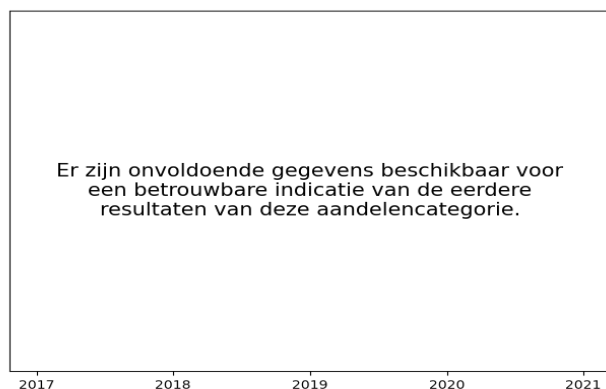 Er zijn onvoldoende gegevens beschikbaar voor
een betrouwbare indicatie van de eerdere
resultaten van deze aandelencategorie.
2017 2018 2019 2020 2021